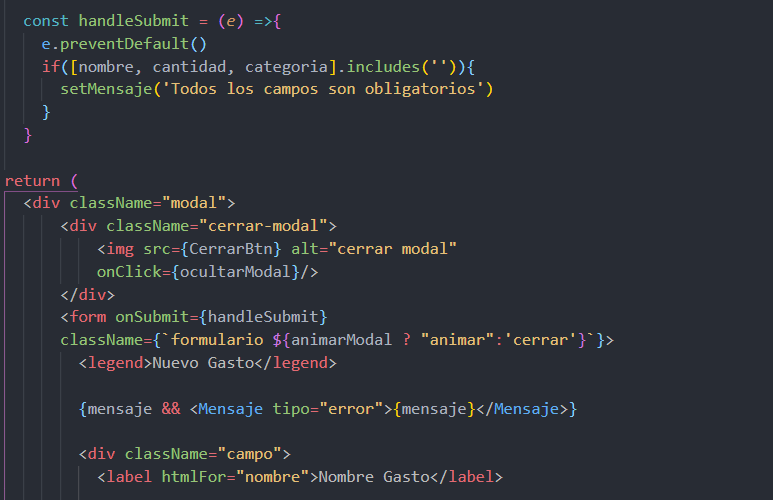 const handleSubmit = (e) =>{
e.preventDefault()
if([nombre, cantidad, categoria].includes('')){
setMensaje('Todos los campos son obligatorios')
}
}
return (
<div className="modal">
<div className="cerrar-modal">
<img src={CerrarBtn} alt="cerrar modal"
onClick={ocultarModal}/>
</div>
<form onSubmit={handleSubmit}
className={`formulario ${animarModal ? "animar":'cerrar'}`}>
<legend>Nuevo Gasto</legend>
{mensaje && <Mensaje tipo="error">{mensaje}</Mensaje>}
<div className="campo">
<label htmlFor="nombre">Nombre Gasto</label>